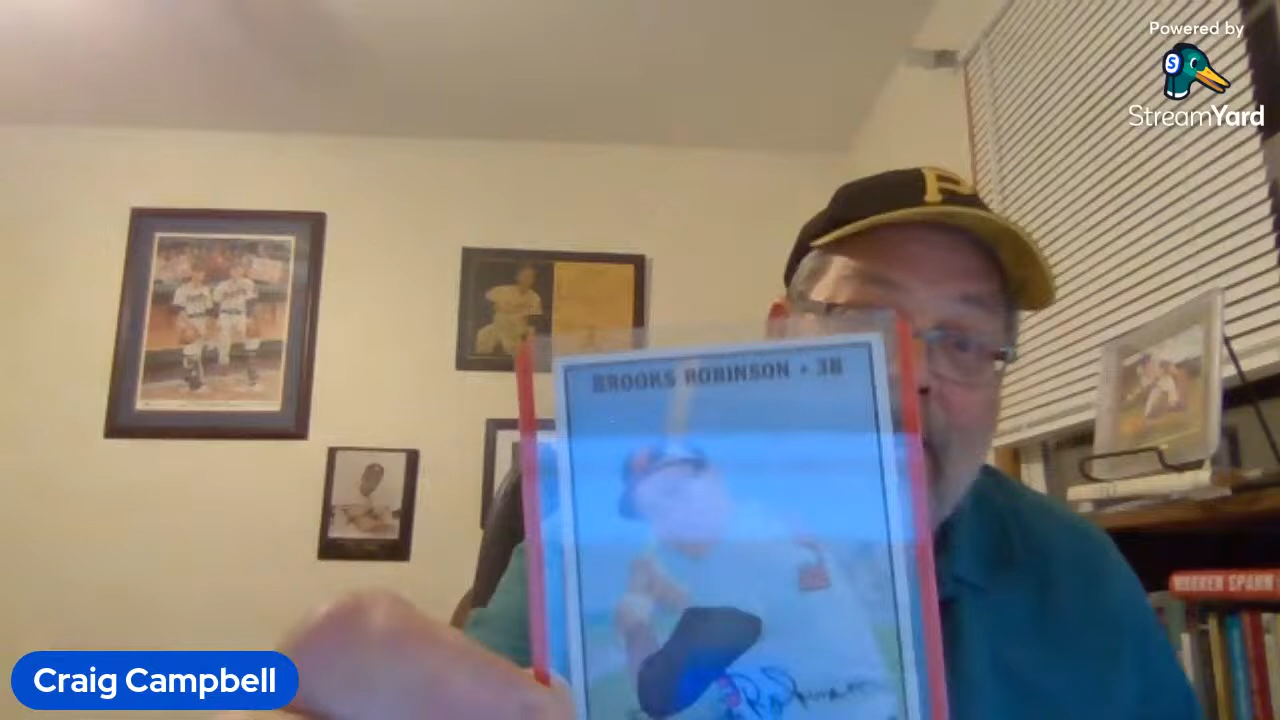 Powered by
S
StreamYard
P
BROOKS ROBINSON • 3B
WARREN SPAHN
Craig Campbell